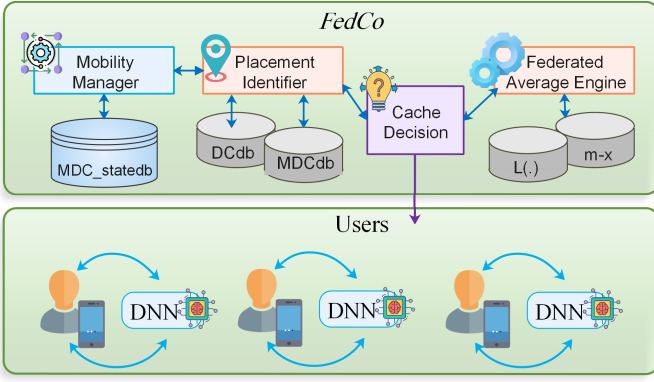 FedCo
Mobility
Manager
Placement
Identifier
Federated
Average Engine
?
Cache
Decision
MDC_statedb
DCdb
MDCdb
L(.)
m-x
Users
DNN
DNN
DNN